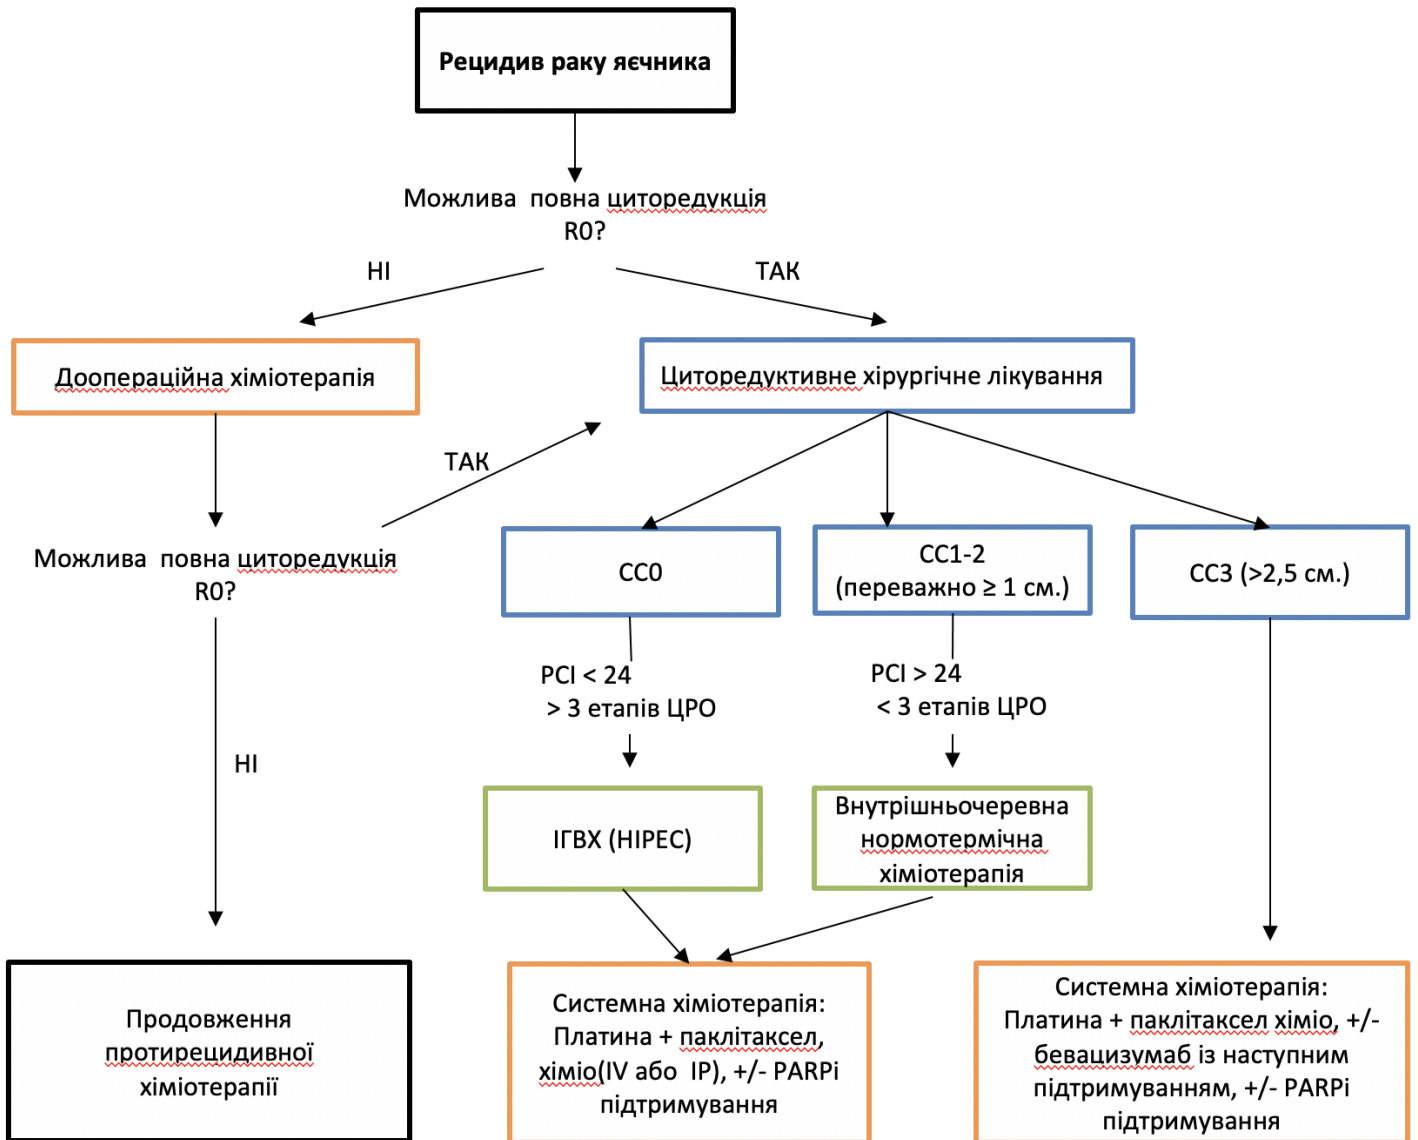 Рецидив раку яєчника
Можлива повна циторедукція
R0?
НІ
ТАК
Доопераційна хіміотерапія
Циторедуктивне хірургічне лікування
ТАК
Можлива повна циторедукція
R0?
СС0
СС1-2
(переважно ≥ 1 см.)
СС3 (>2,5 см.)
PCI < 24
> 3 етапів ЦРО
PCI > 24
< 3 етапів ЦРО
НІ
ІГВХ (HIPEC)
Внутрішньочеревна
нормотермічна
хіміотерапія
Продовження
протирецидивної
хіміотерапії
Системна хіміотерапія:
Платина + паклітаксел,
хіміо(IV або IP), +/- PARPi
підтримування
Системна хіміотерапія:
Платина + паклітаксел хіміо, +/-
бевацизумаб із наступним
підтримуванням, +/- PARPi
підтримування